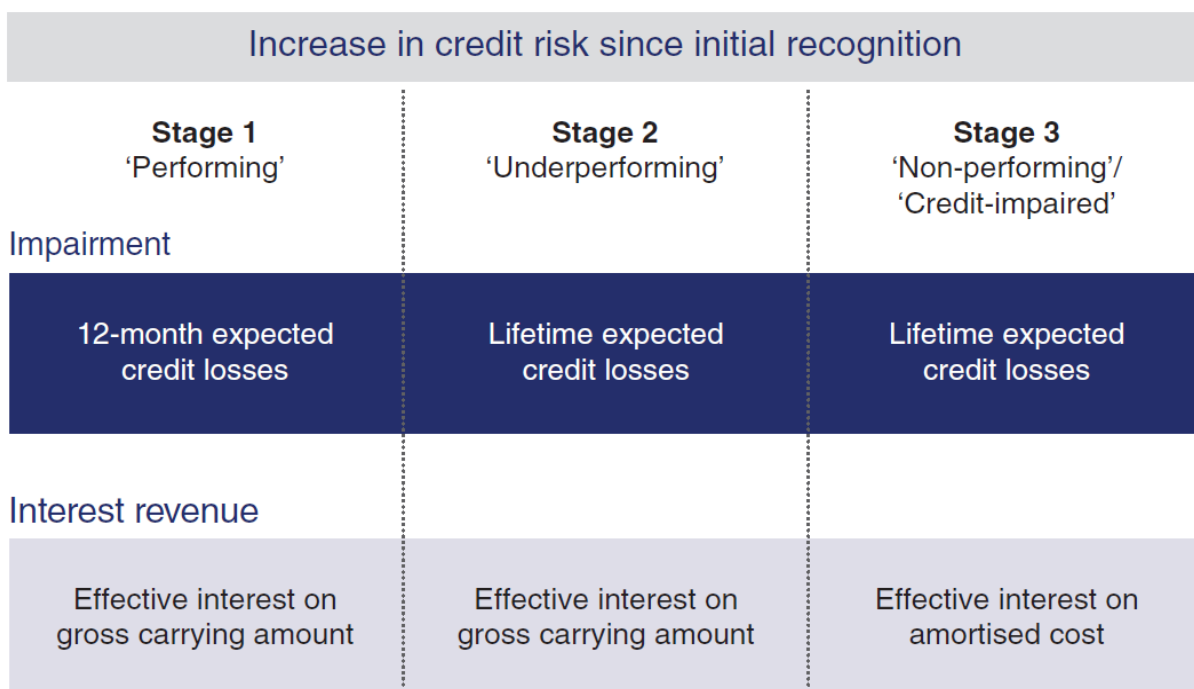 Increase in credit risk since initial recognition
Stage 1
‘Performing’
Stage 2
‘Underperforming’
Stage 3
‘Non-performing’/
‘Credit-impaired’
Impairment
12-month expected
credit losses
Lifetime expected
credit losses
Lifetime expected
credit losses
Interest revenue
Effective interest on
gross carrying amount
Effective interest on
gross carrying amount
Effective interest on
amortised cost